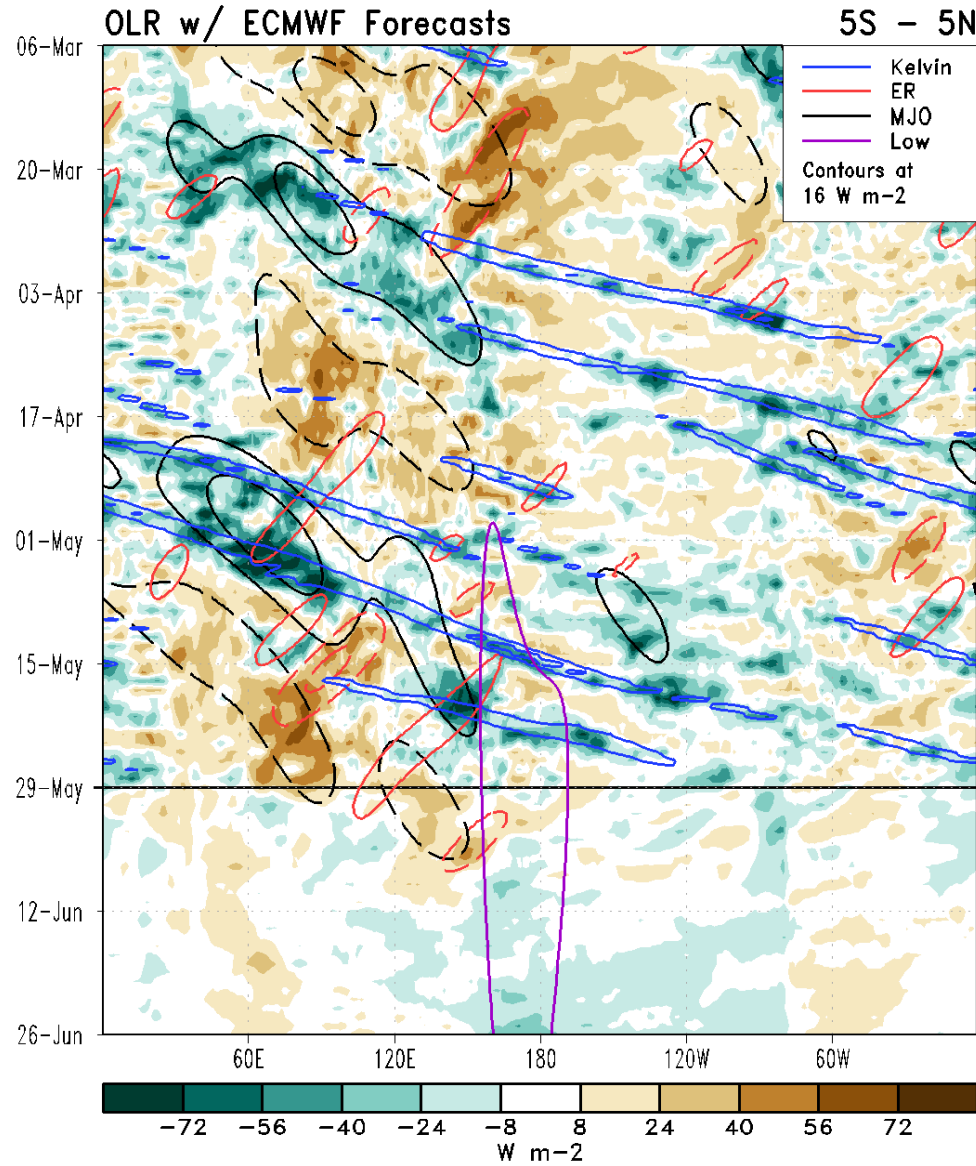 OLR w/ ECMWF Forecasts 5S - 5N
Kelvin
ER
MJO
Low
Contours at
16 W m-2
06-Mar
20-Mar
03-Apr
17-Apr
01-May
15-May
29-May
12-Jun
26-Jun
60E 120E 180 120W 60W
-72 -56 -40 -24 -8 8 24 40 56 72
W m-2